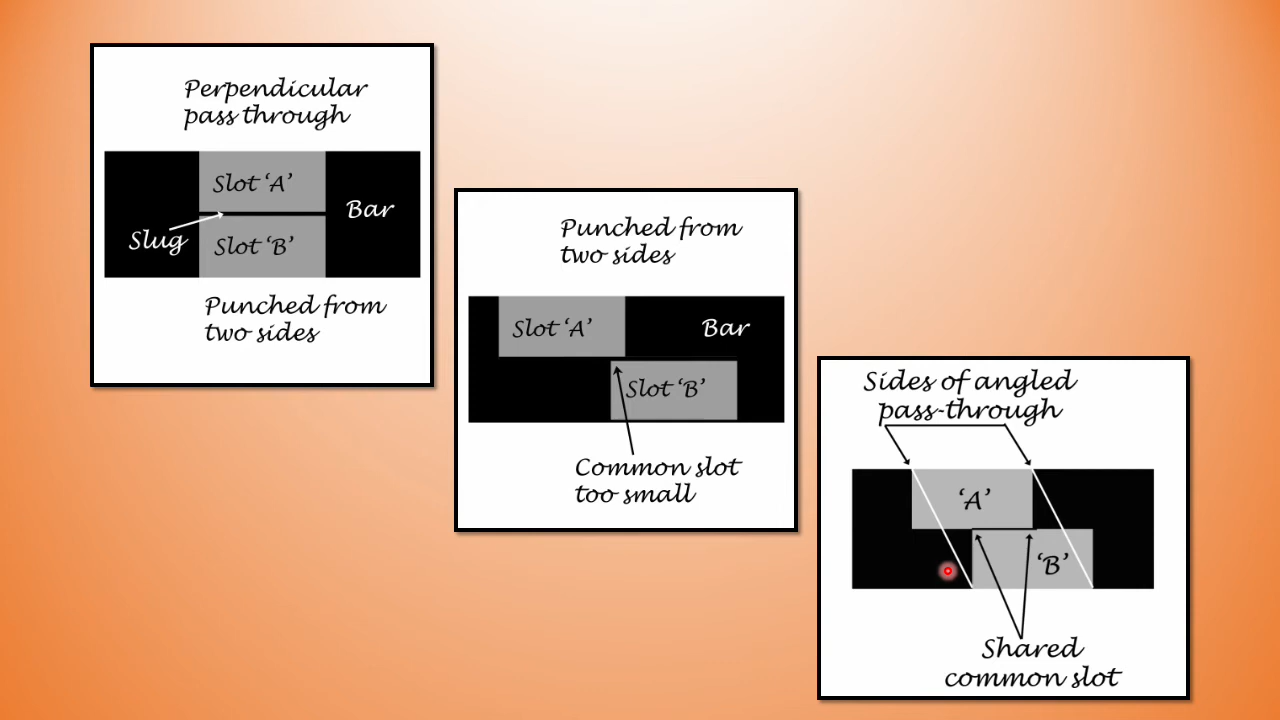 Perpendicular
pass through
Slot ‘A’
Bar
Slug
Slot ‘B’
Punched from
two sides
Punched from
two sides
Slot ‘A’
Bar
Slot ‘B’
Common slot
too small
Sides of angled
pass-through
‘A’
‘B’
Shared
common slot